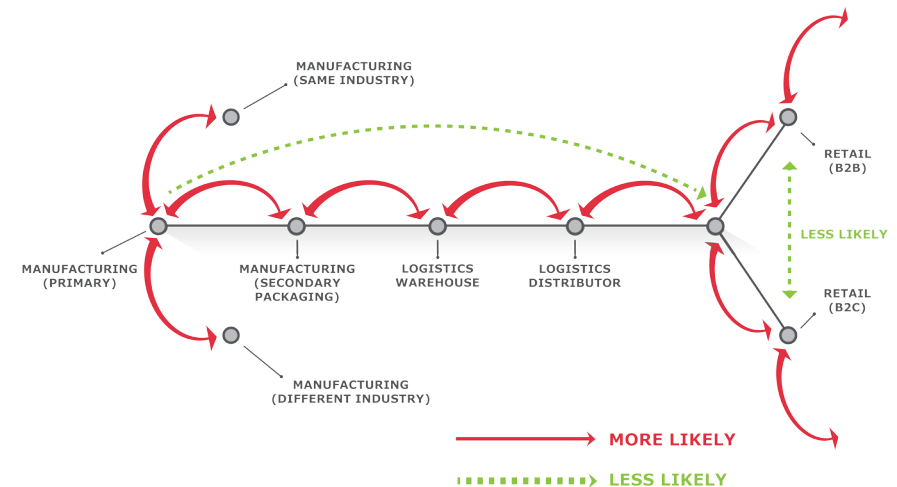 MANUFACTURING
(SAME INDUSTRY)
RETAIL
(B2B)
LESS LIKELY
MANUFACTURING
(PRIMARY)
MANUFACTURING
(SECONDARY
PACKAGING)
LOGISTICS
WAREHOUSE
LOGISTICS
DISTRIBUTOR
RETAIL
(B2C)
MANUFACTURING
(DIFFERENT INDUSTRY)
MORE LIKELY
LESS LIKELY